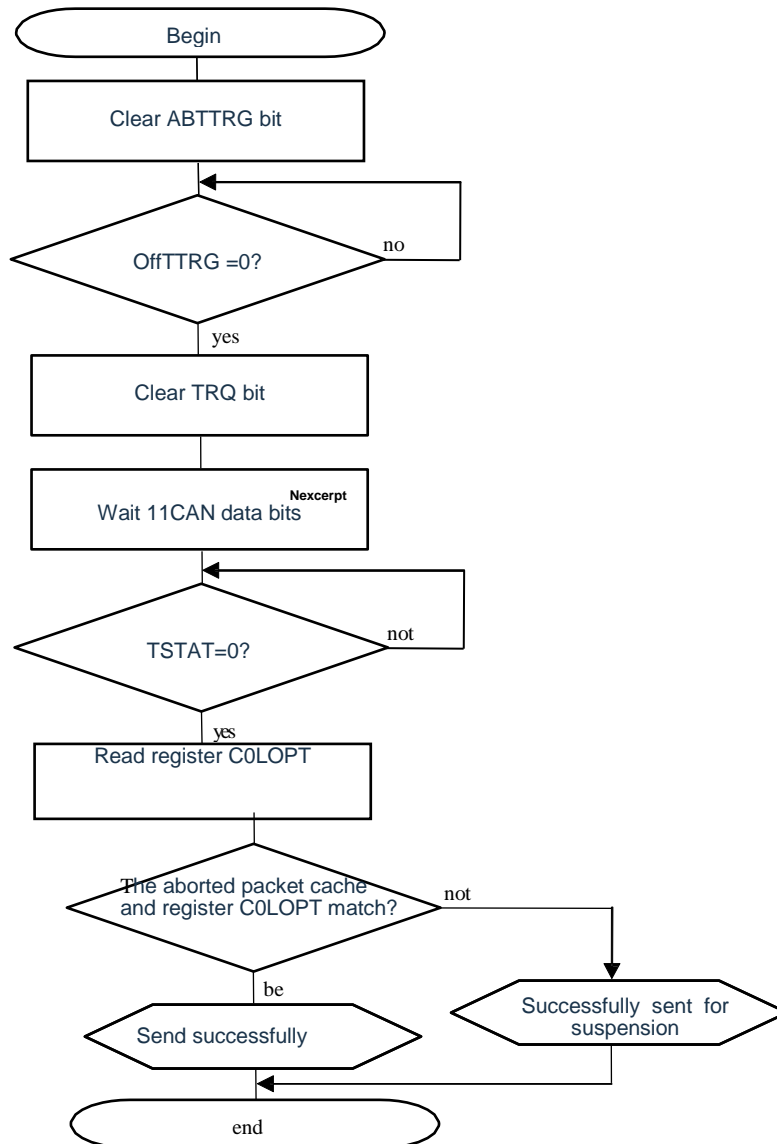 Begin
Clear ABTTRG bit
OffTTRG =0?
no
yes
Clear TRQ bit
Nexcerpt
Wait 11CAN data bits
TSTAT=0?
not
yes
Read register C0LOPT
The aborted packet cache
and register C0LOPT match?
not
be
Send successfully
Successfully sent for
suspension
end